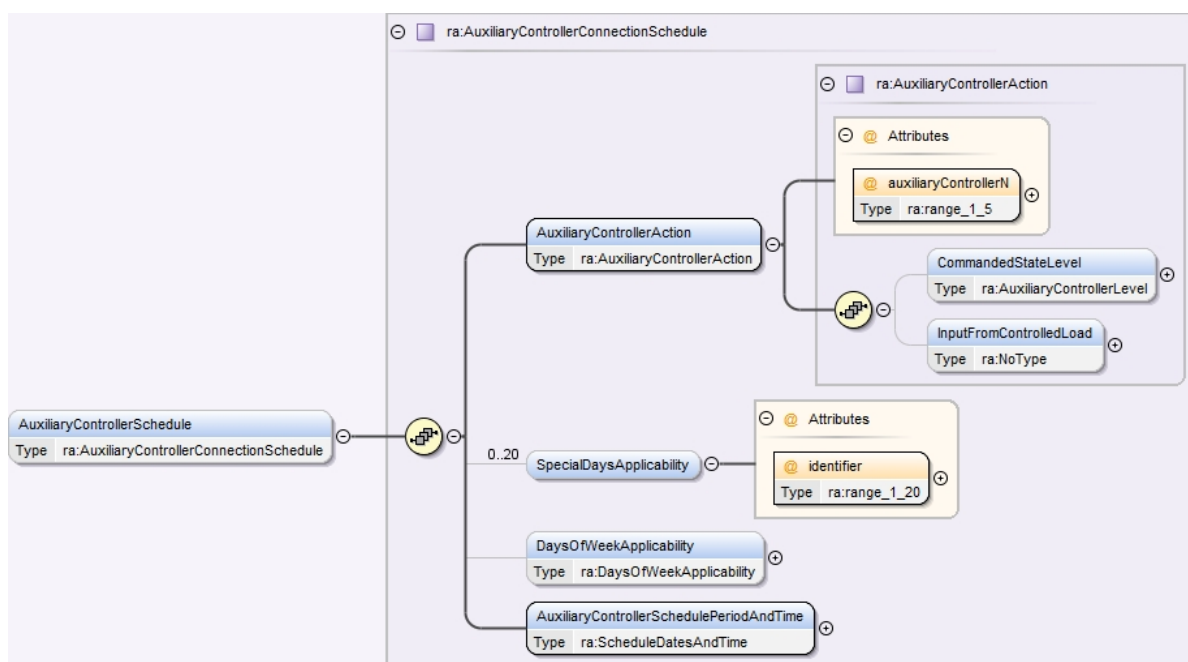 ra:AuxiliaryControllerConnectionSchedule
ra:AuxiliaryControllerAction
@ Attributes
@ auxiliaryControllerN
Type ra:range_1_5
AuxiliaryControllerAction
Type ra:AuxiliaryControllerAction
CommandedStateLevel
Type ra:AuxiliaryControllerLevel
InputFromControlledLoad
Type ra:NoType
AuxiliaryControllerSchedule
Type ra:AuxiliaryControllerConnectionSchedule
@ Attributes
0..20
SpecialDaysApplicability
@ identifier
Type ra:range_1_20
DaysOfWeekApplicability
Type ra:DaysOfWeekApplicability
AuxiliaryControllerSchedulePeriodAndTime
Type ra:ScheduleDatesAndTime